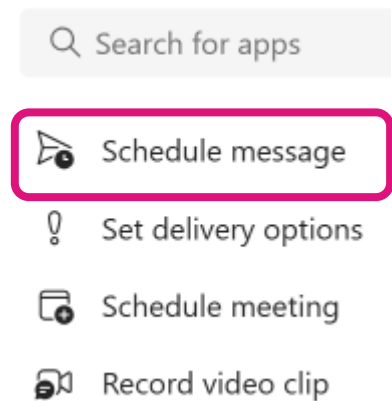 Search for apps
Schedule message
Set delivery options
Schedule meeting
Record video clip